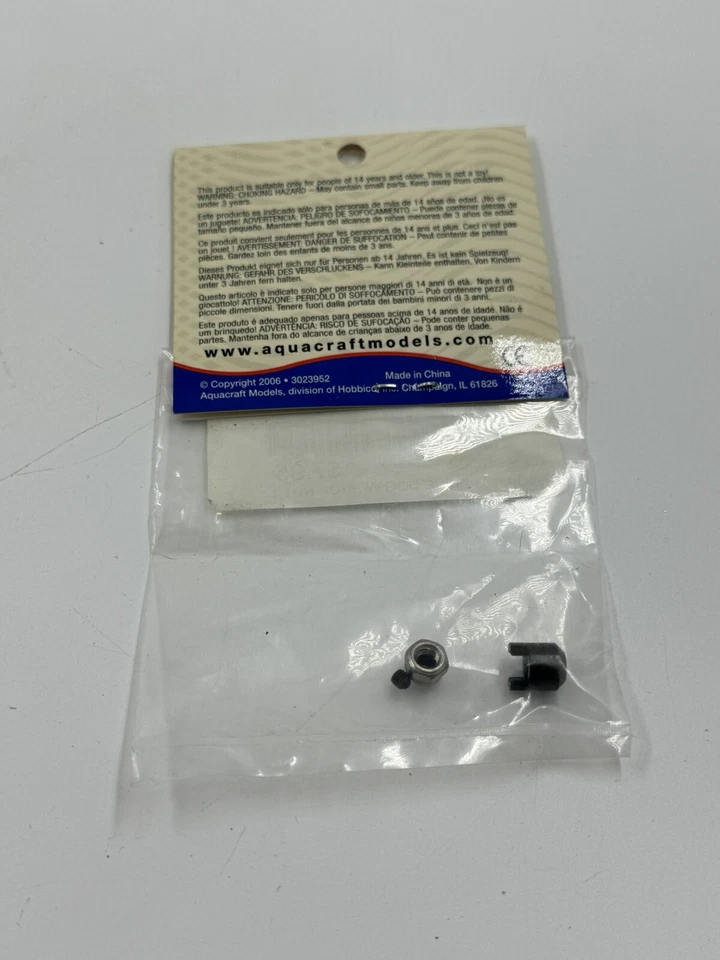 This product is suitable only for people of 14 years and older. This is not a toy!
WARNING: CHOKING HAZARD – May contain small parts. Keep away from children
under 3 years.
Este producto es indicado sólo para personas de más de 14 años de edad. ¡No es
un juguete! ADVERTENCIA: PELIGRO DE SOFOCAMIENTO – Puede contener piezas de
tamaño pequeño. Mantener fuera del alcance de niños menores de 3 años de edad.
Ce produit convient seulement pour les personnes de 14 ans et plus. Ceci n'est pas
un jouet ! AVERTISSEMENT: DANGER DE SUFFOCATION – Peut contenir de petites
pièces. Gardez loin des enfants de moins de 3 ans.
Dieses Produkt eignet sich nur für Personen ab 14 Jahren. Es ist kein Spielzeug!
WARNUNG: GEFAHR DES VERSCHLUCKENS – Kann Kleinteile enthalten. Von Kindern
unter 3 Jahren fern halten.
Questo articolo è indicato solo per persone maggiori di 14 anni di età. Non è un
giocattolo! ATTENZIONE: PERICOLO DI SOFFOCAMENTO – Può contenere pezzi di
piccole dimensioni. Tenere fuori dalla portata dei bambini minori di 3 anni.
Este produto é adequado apenas para pessoas acima de 14 anos de idade. Não é
um brinquedo! ADVERTÊNCIA: RISCO DE SUFOCAÇÃO – Pode conter pequenas
partes. Mantenha fora do alcance de crianças abaixo de 3 anos de idade.
www.aquacraftmodels.com
CE
© Copyright 2006 • 3023952 Made in China
Aquacraft Models, division of Hobbico, Inc. Champaign, IL 61826